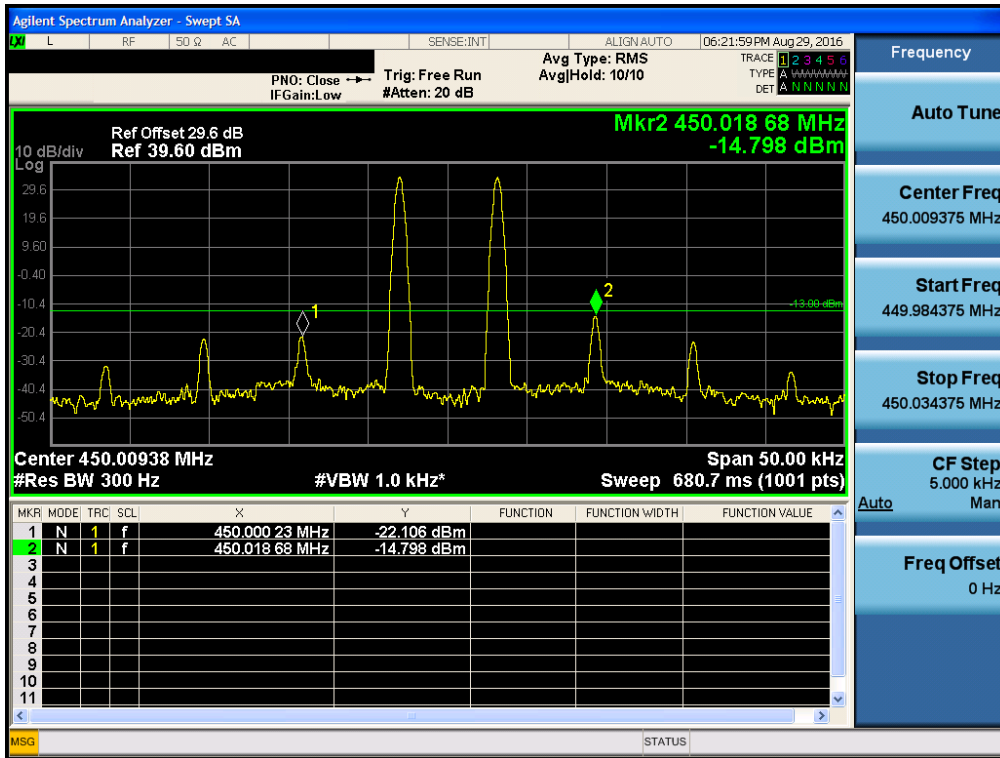 Agilent Spectrum Analyzer - Swept SA
LXI L RF 50 Ω AC SENSE:INT ALIGN AUTO 06:21:59 PM Aug 29, 2016
Frequency
PNO: Close
IFGain:Low
Trig: Free Run
#Atten: 20 dB
Avg Type: RMS
Avg|Hold: 10/10
TRACE 1 2 3 4 5 6
TYPE A WWWWW
DET A N N N N N
Auto Tune
Ref Offset 29.6 dB
10 dB/div Ref 39.60 dBm
Log
Mkr2 450.018 68 MHz
-14.798 dBm
29.6
19.6
9.60
-0.40
-10.4
-20.4
-30.4
-40.4
-50.4
1
2
-13.00 dBm
Center Freq
450.009375 MHz
Start Freq
449.984375 MHz
Stop Freq
450.034375 MHz
Center 450.00938 MHz Span 50.00 kHz
#Res BW 300 Hz #VBW 1.0 kHz* Sweep 680.7 ms (1001 pts)
CF Step
5.000 kHz
Auto Man
MKR MODE TRC SCL X Y FUNCTION FUNCTION WIDTH FUNCTION VALUE
1 N 1 f 450.000 23 MHz -22.106 dBm
2 N 1 f 450.018 68 MHz -14.798 dBm
3
4
5
6
7
8
9
10
11
Freq Offset
0 Hz
MSG STATUS